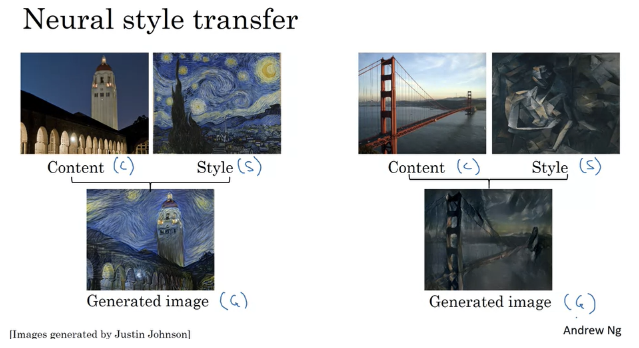 Neural style transfer
Content (C) Style (S)
Content (C) Style (S)
Generated image (G)
Generated image (G)
[Images generated by Justin Johnson]
Andrew Ng